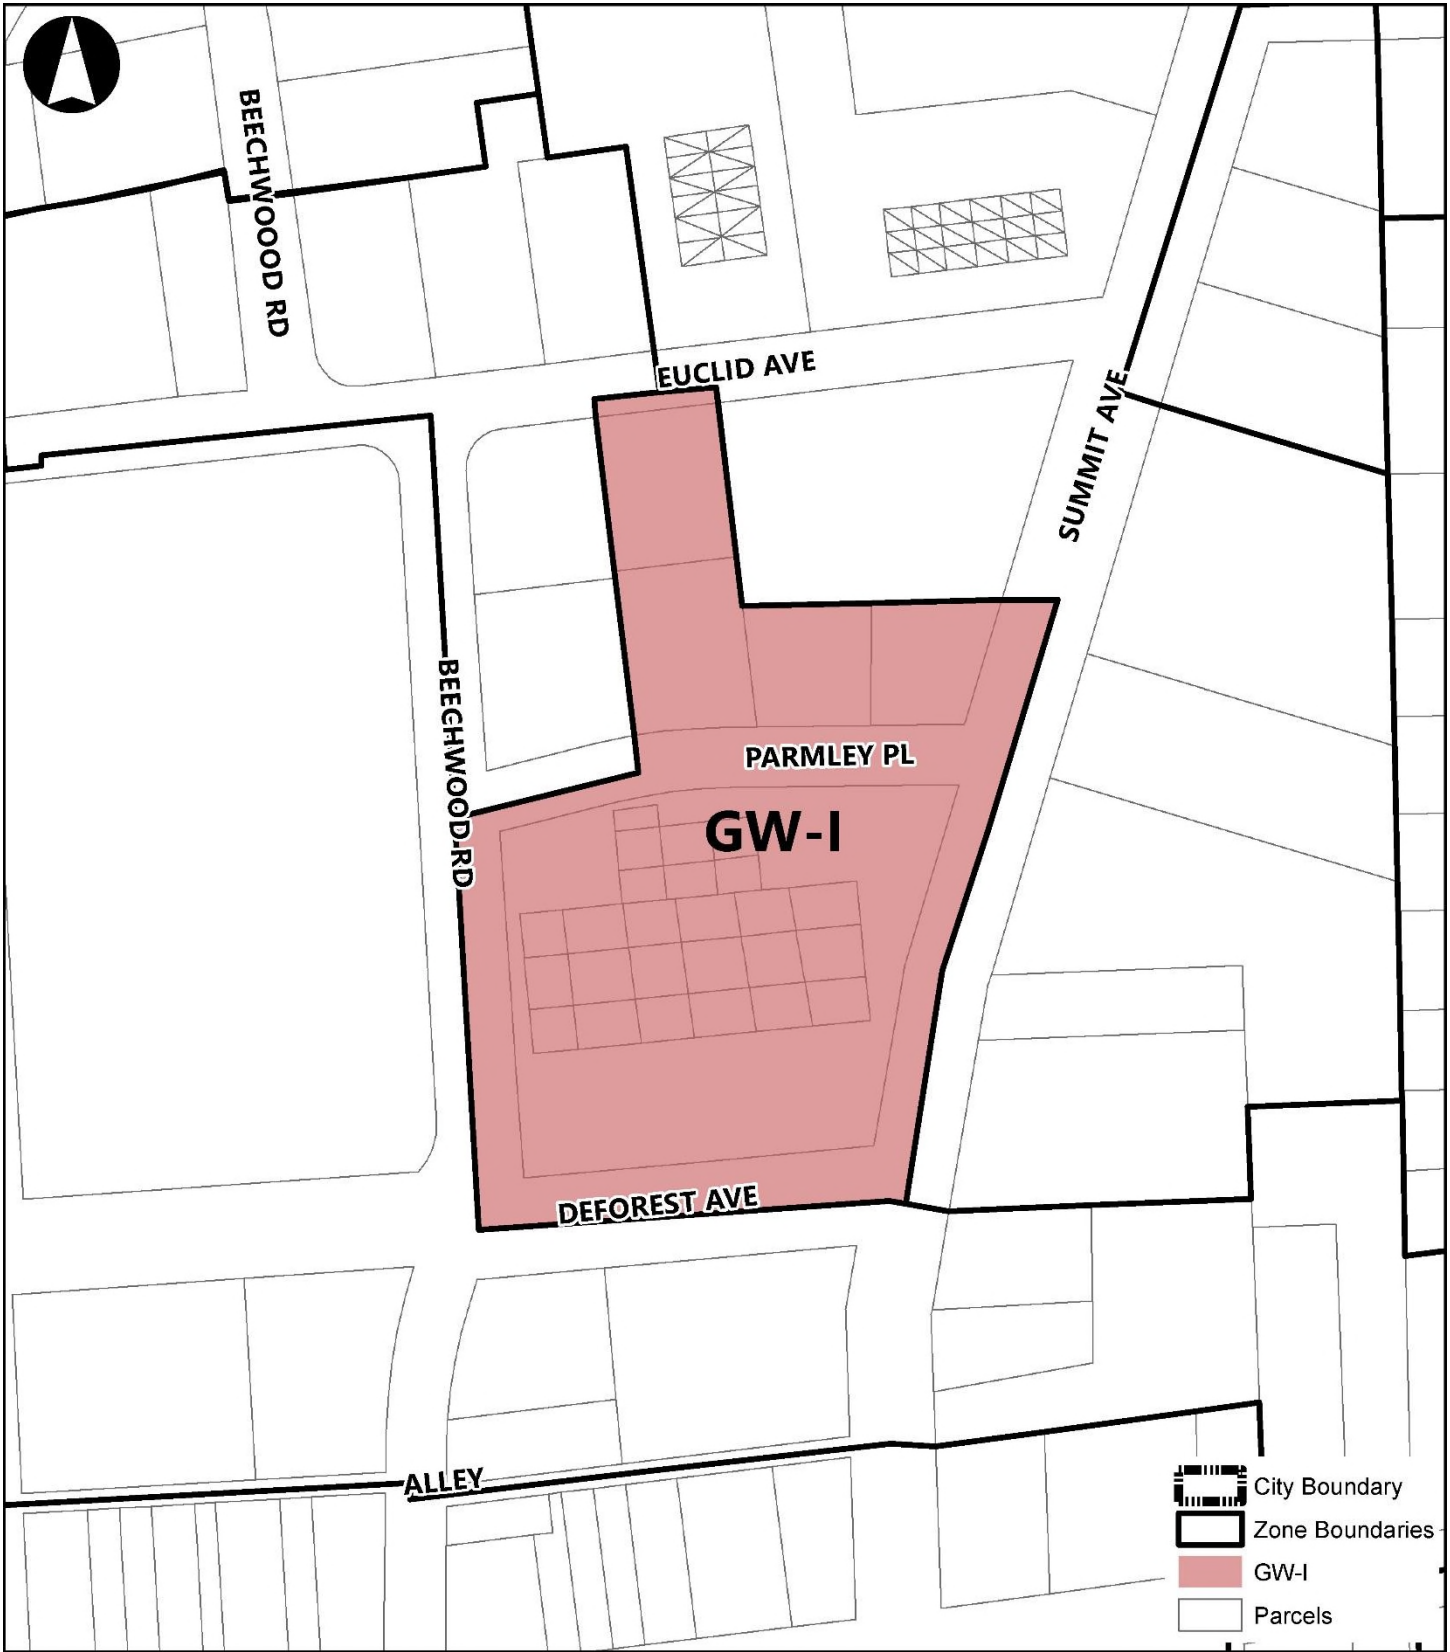 BEECHWOOOD RD
EUCLID AVE
SUMMIT AVE
BEECHWOOD RD
PARMLEY PL
GW-I
DEFOREST AVE
ALLEY
City Boundary
Zone Boundaries
GW-I
Parcels